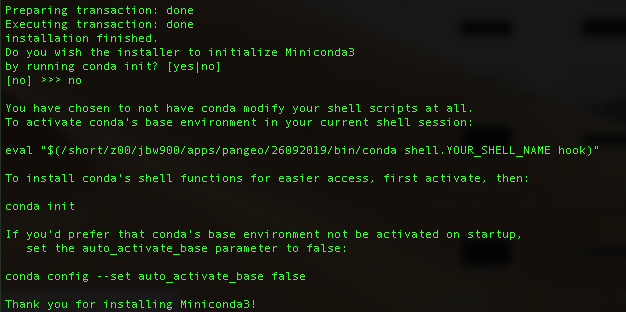 Preparing transaction: done
Executing transaction: done
installation finished.
Do you wish the installer to initialize Miniconda3
by running conda init? [yes|no]
[no] >>> no

You have chosen to not have conda modify your shell scripts at all.
To activate conda's base environment in your current shell session:

eval "$(/short/z00/jbw900/apps/pangeo/26092019/bin/conda shell.YOUR_SHELL_NAME hook)"

To install conda's shell functions for easier access, first activate, then:

conda init

If you'd prefer that conda's base environment not be activated on startup,
   set the auto_activate_base parameter to false:

conda config --set auto_activate_base false

Thank you for installing Miniconda3!